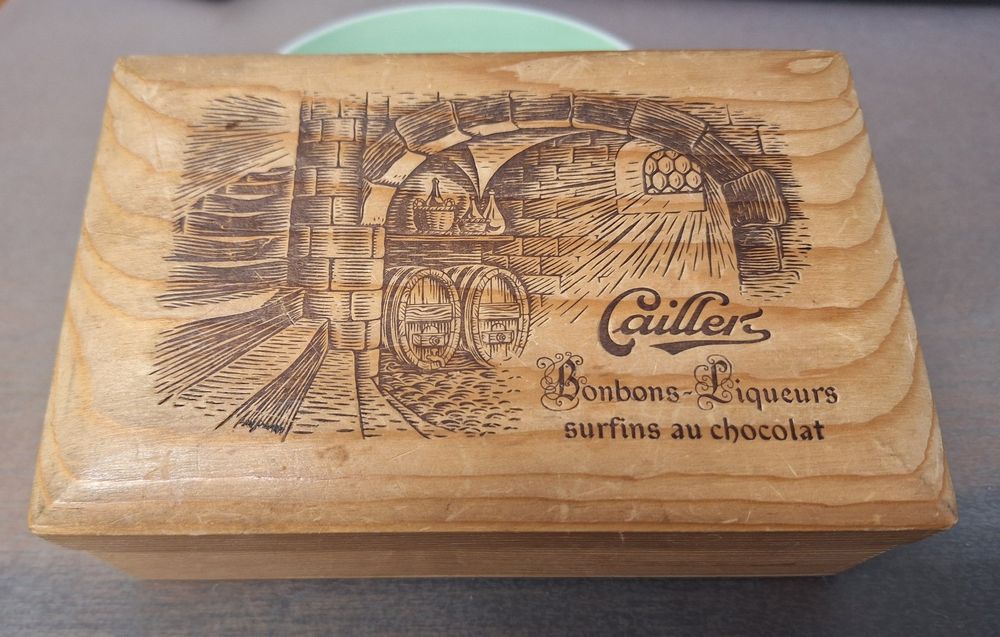 Cailler
Bonbons-Liqueurs
surfins au chocolat